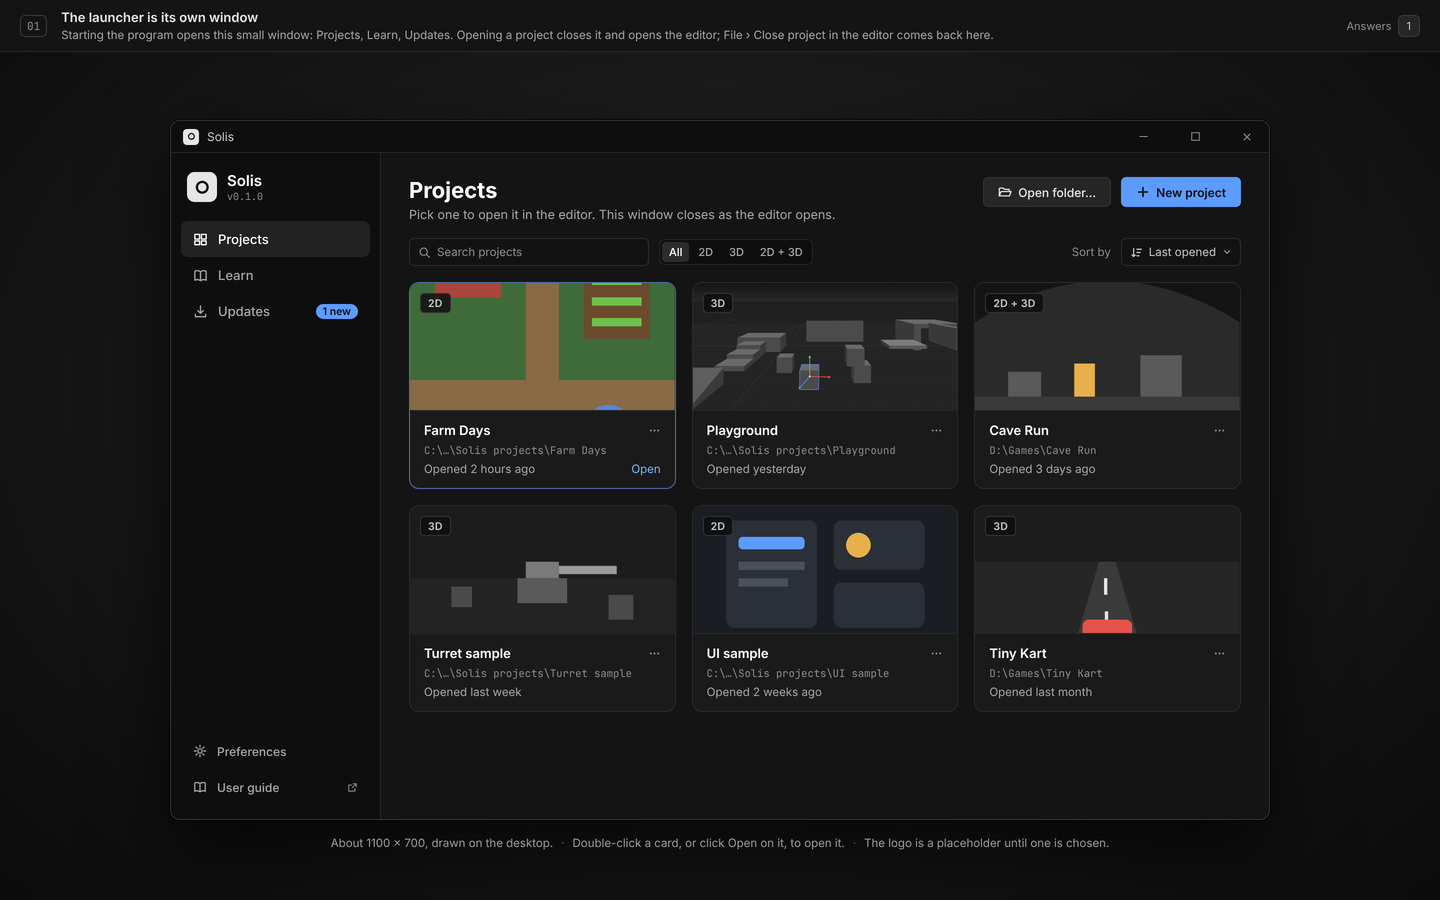 01
The launcher is its own window
Starting the program opens this small window: Projects, Learn, Updates. Opening a project closes it and opens the editor; File › Close project in the editor comes back here.
Answers 1
Solis
Solis
v0.1.0
Projects
Learn
Updates
1 new
Preferences
User guide
Projects
Pick one to open it in the editor. This window closes as the editor opens.
Open folder...
New project
Search projects
All 2D 3D 2D + 3D
Sort by Last opened
2D
Farm Days
C:\…\Solis projects\Farm Days
Opened 2 hours ago Open
3D
Playground
C:\…\Solis projects\Playground
Opened yesterday
2D + 3D
Cave Run
D:\Games\Cave Run
Opened 3 days ago
3D
Turret sample
C:\…\Solis projects\Turret sample
Opened last week
2D
UI sample
C:\…\Solis projects\UI sample
Opened 2 weeks ago
3D
Tiny Kart
D:\Games\Tiny Kart
Opened last month
About 1100 × 700, drawn on the desktop. · Double-click a card, or click Open on it, to open it. · The logo is a placeholder until one is chosen.